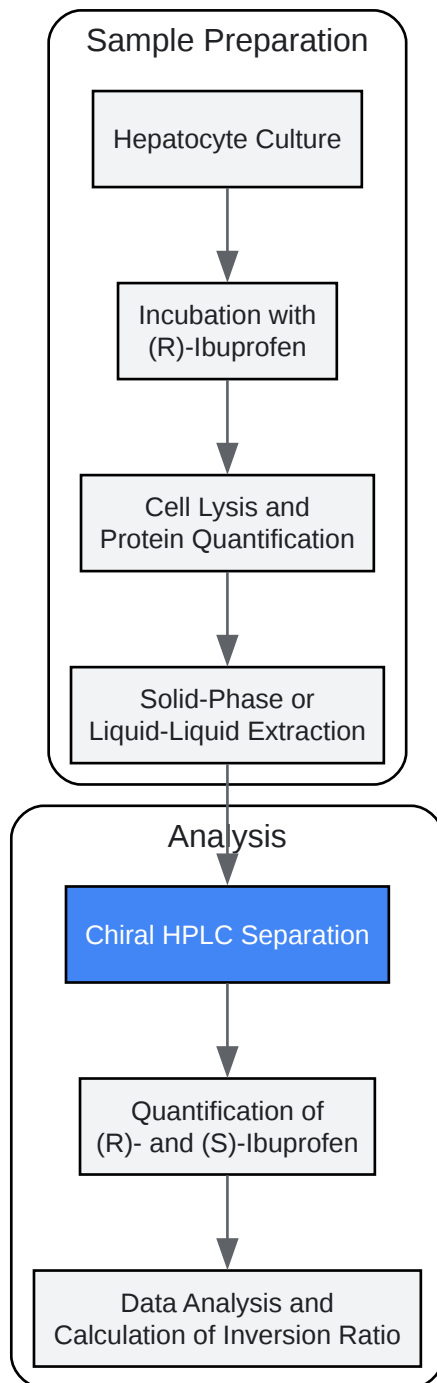 Sample Preparation
Hepatocyte Culture
Incubation with
(R)-Ibuprofen
Cell Lysis and
Protein Quantification
Solid-Phase or
Liquid-Liquid Extraction
Analysis
Chiral HPLC Separation
Quantification of
(R)- and (S)-Ibuprofen
Data Analysis and
Calculation of Inversion Ratio